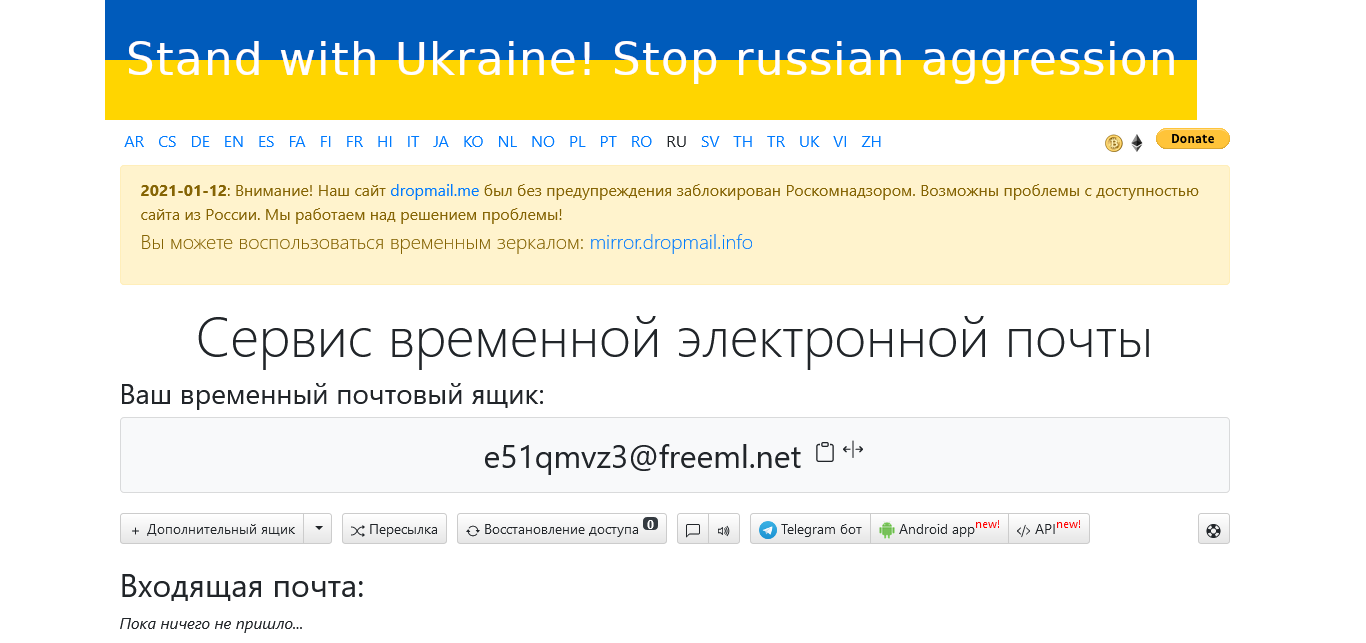 Stand with Ukraine! Stop russian aggression
AR CS DE EN ES FA FI FR HI IT JA KO NL NO PL PT RO RU SV TH TR UK VI ZH Donate
2021-01-12: Внимание! Наш сайт dropmail.me был без предупреждения заблокирован Роскомнадзором. Возможны проблемы с доступностью
сайта из России. Мы работаем над решением проблемы!
Вы можете воспользоваться временным зеркалом: mirror.dropmail.info
Сервис временной электронной почты
Ваш временный почтовый ящик:
e51qmvz3@freeml.net
+ Дополнительный ящик Пересылка Восстановление доступа 0 Telegram бот Android app new! API new!
Входящая почта:
Пока ничего не пришло...